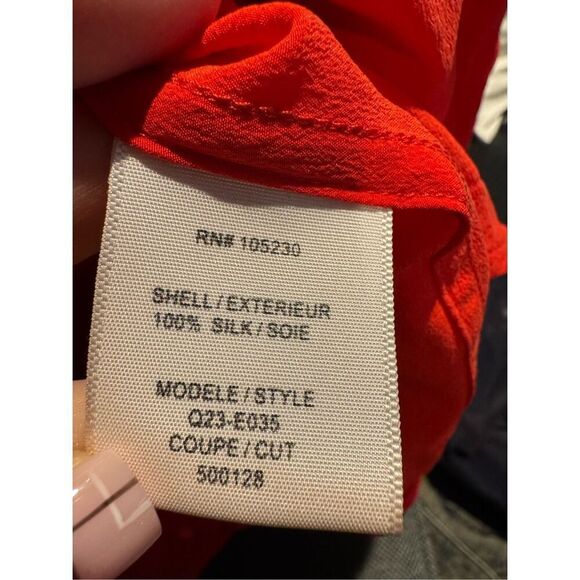 RN# 105230
SHELL/EXTERIEUR
100% SILK/SOIE
MODELE/STYLE
Q23-E035
COUPE/CUT
500128